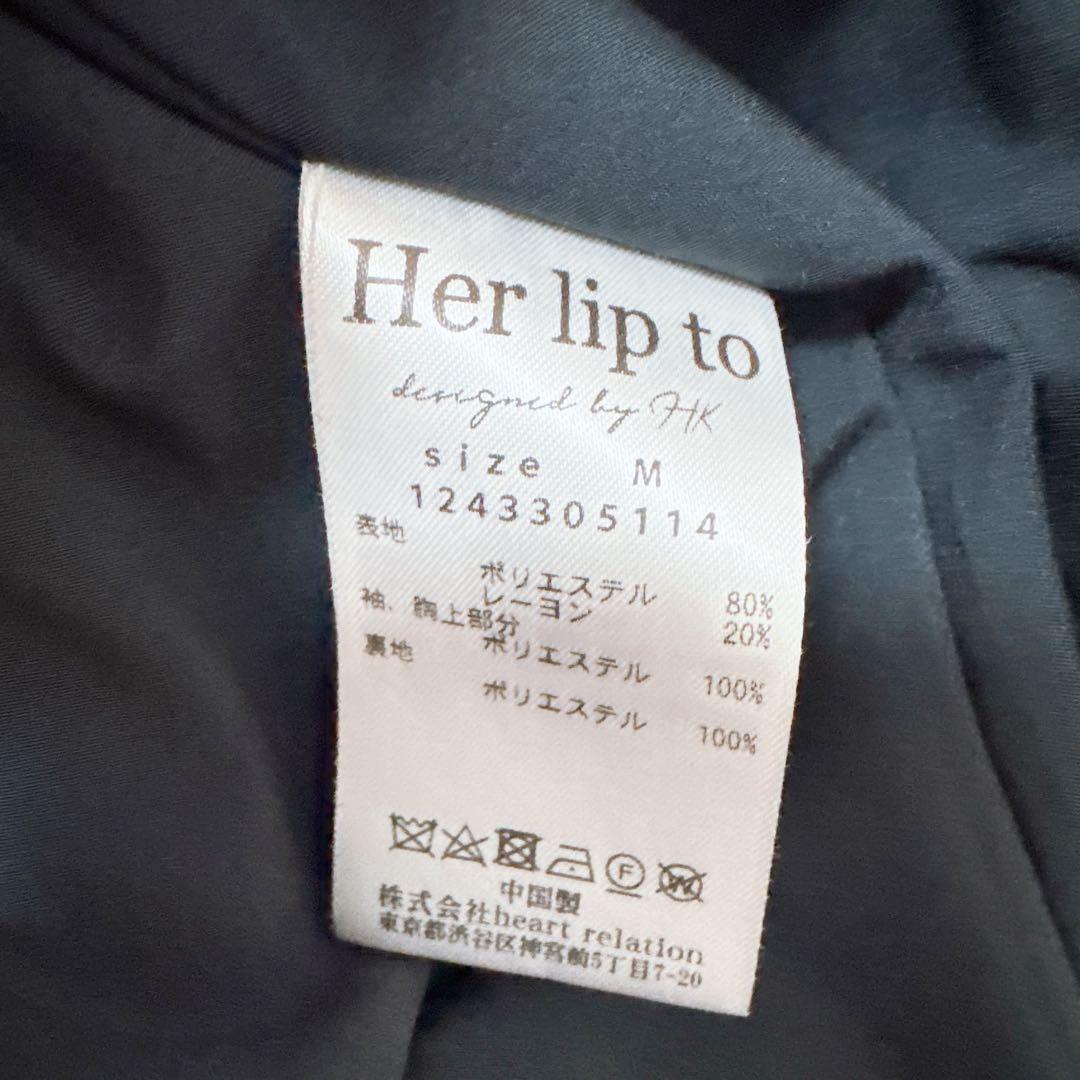 Her lip to
designed by HK
size M
1243305114
表地
ポリエステル 80%
レーヨン 20%
袖、胸上部分
ポリエステル 100%
裏地
ポリエステル 100%
F
W
中国製
株式会社heart relation
東京都渋谷区神宮前5丁目7-20